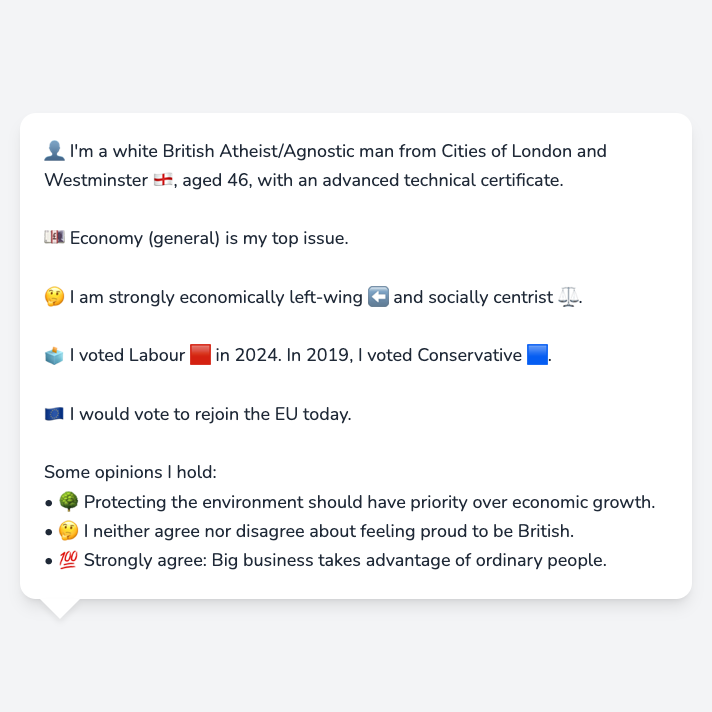 👤 I'm a white British Atheist/Agnostic man from Cities of London and
Westminster 🏴󠁧󠁢󠁥󠁮󠁧󠁿, aged 46, with an advanced technical certificate.
💷 Economy (general) is my top issue.
🤔 I am strongly economically left-wing ⬅️ and socially centrist ⚖️.
🗳️ I voted Labour 🟥 in 2024. In 2019, I voted Conservative 🟦.
🇪🇺 I would vote to rejoin the EU today.
Some opinions I hold:
• 🌳 Protecting the environment should have priority over economic growth.
• 🤔 I neither agree nor disagree about feeling proud to be British.
• 💯 Strongly agree: Big business takes advantage of ordinary people.